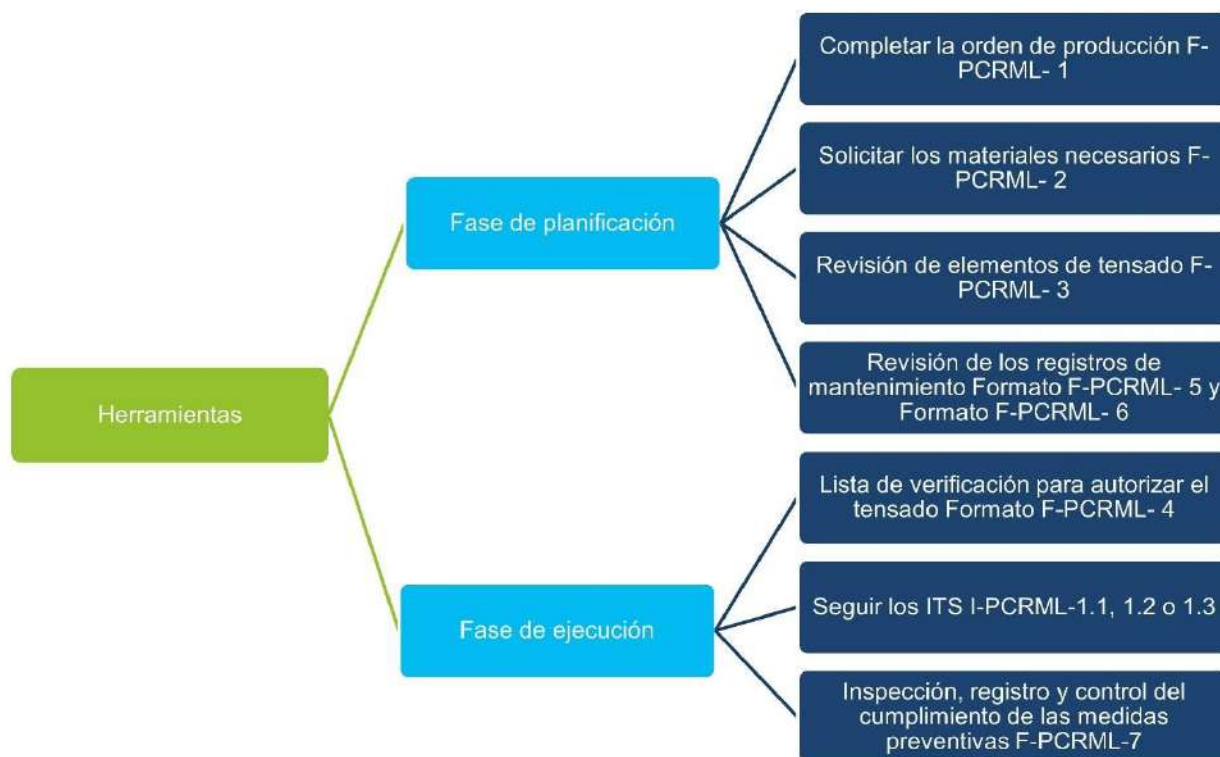 Herramientas
Fase de planificación
Completar la orden de producción F-
PCRML- 1
Solicitar los materiales necesarios F-
PCRML- 2
Revisión de elementos de tensado F-
PCRML- 3
Revisión de los registros de
mantenimiento Formato F-PCRML- 5 y
Formato F-PCRML- 6
Fase de ejecución
Lista de verificación para autorizar el
tensado Formato F-PCRML- 4
Seguir los ITS I-PCRML-1.1, 1.2 o 1.3
Inspección, registro y control del
cumplimiento de las medidas
preventivas F-PCRML-7